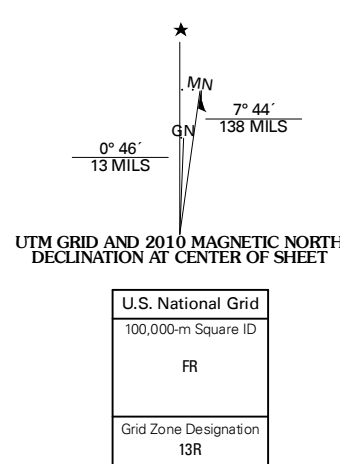 ★
MN
7° 44´
138 MILS
GN
0° 46´
13 MILS
UTM GRID AND 2010 MAGNETIC NORTH
DECLINATION AT CENTER OF SHEET
U.S. National Grid
100,000-m Square ID
FR
Grid Zone Designation
13R